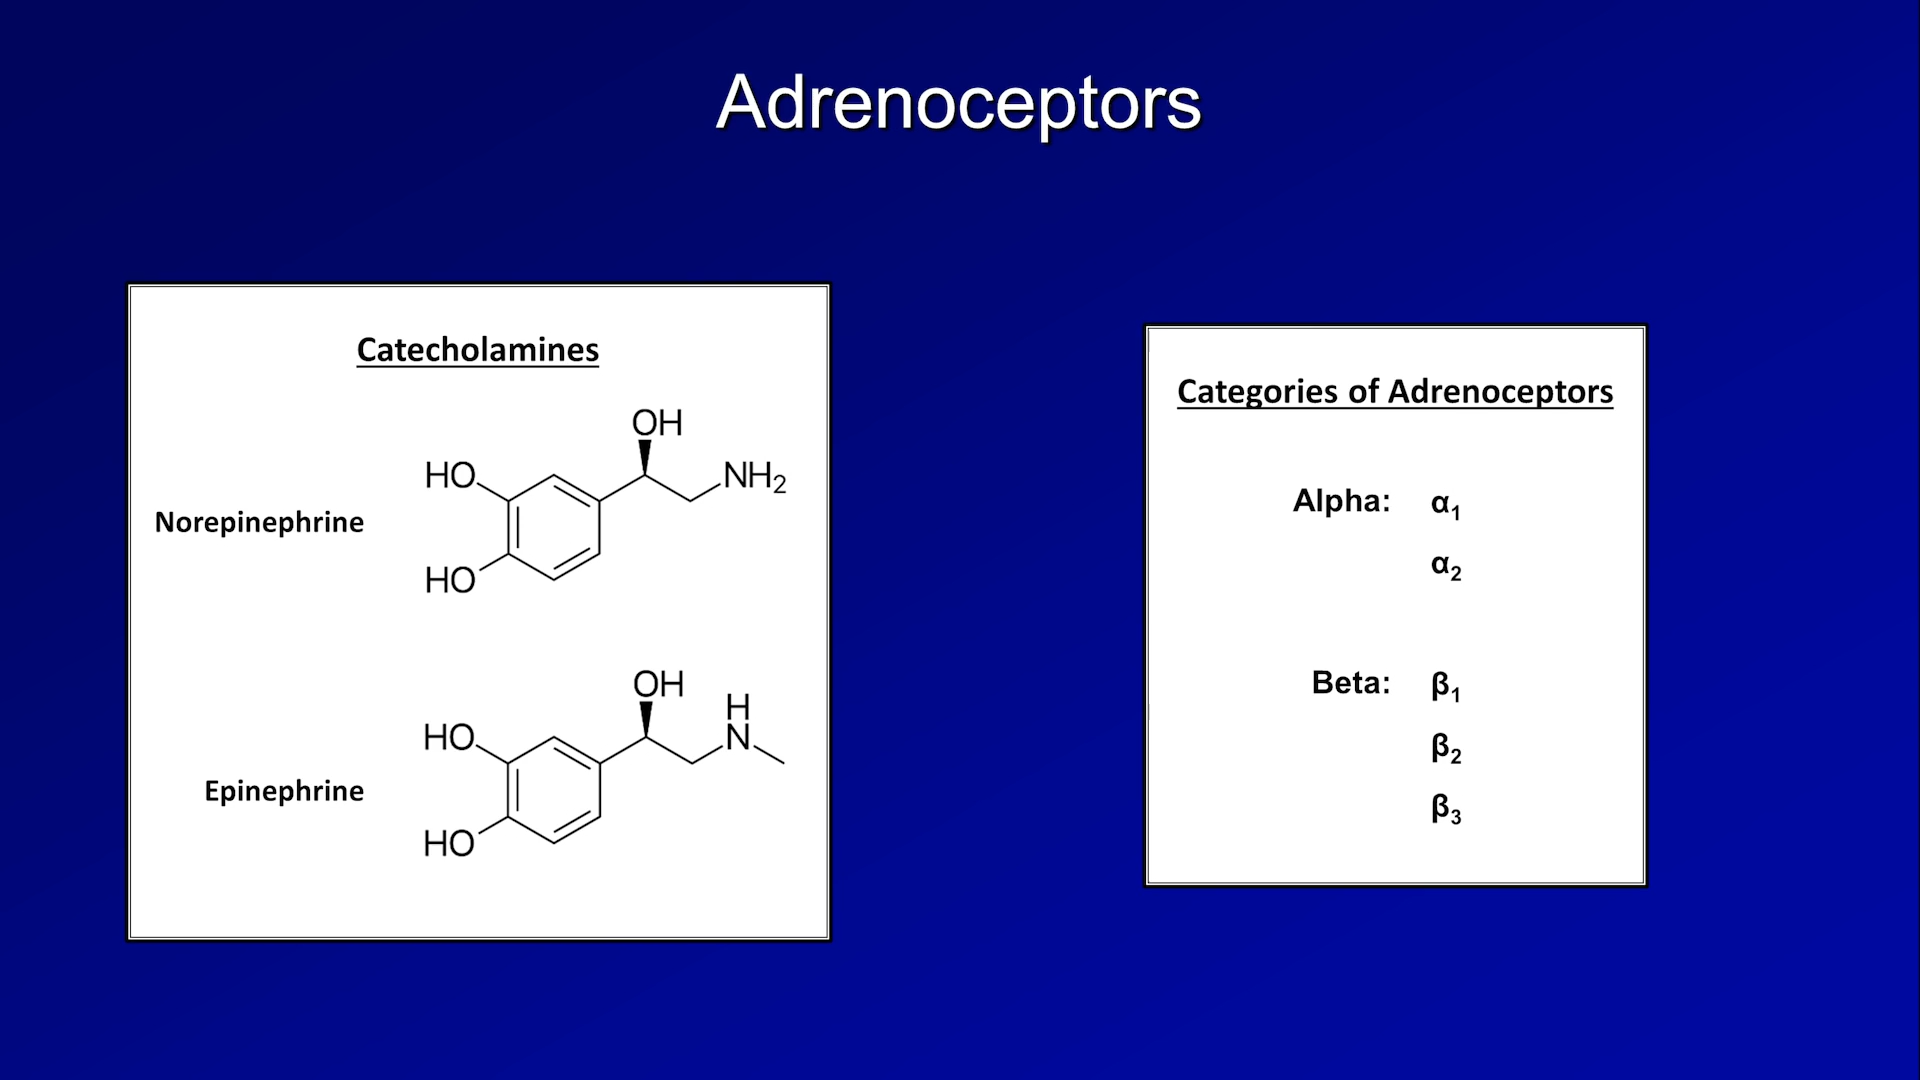 Adrenoceptors
Catecholamines
OH
HO
NH₂
Norepinephrine
HO
OH
H
HO
N
Epinephrine
HO
Categories of Adrenoceptors
Alpha: α₁
α₂
Beta: β₁
β₂
β₃